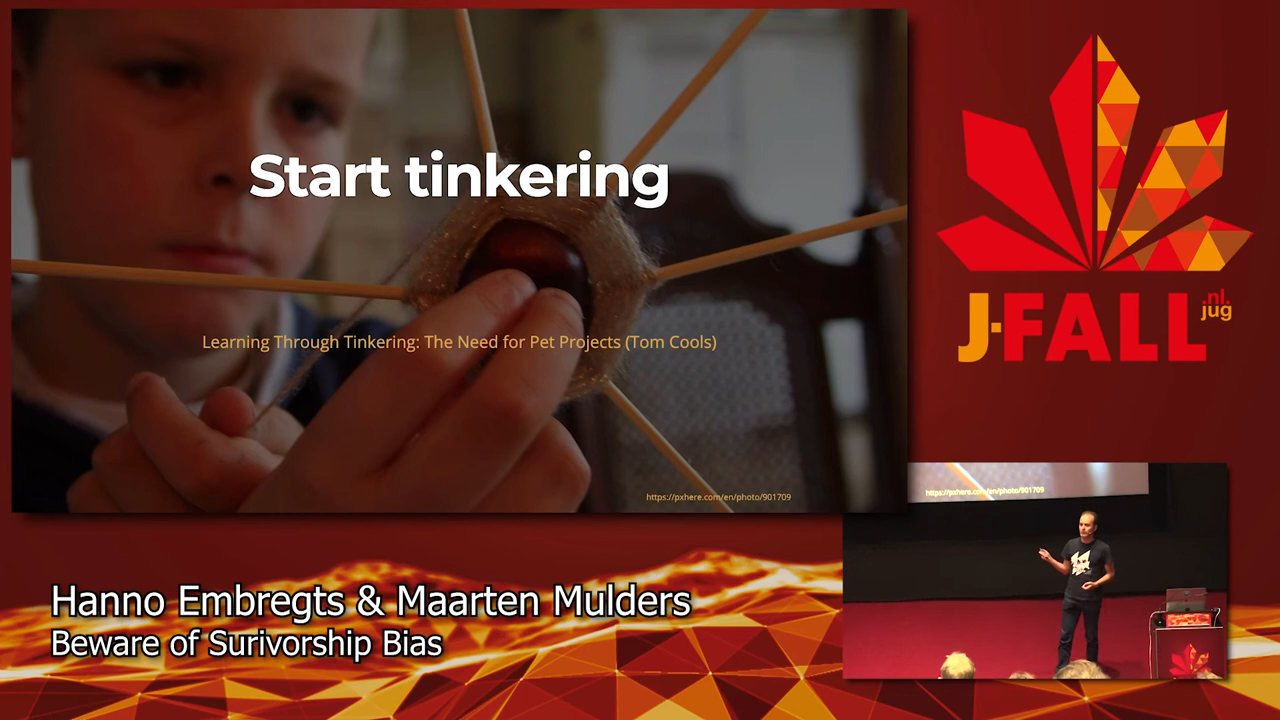 Start tinkering
Learning Through Tinkering: The Need for Pet Projects (Tom Cools)
https://pxhere.com/en/photo/901709
J-FALL
nl.
jug
https://pxhere.com/en/photo/901709
Hanno Embregts & Maarten Mulders
Beware of Surivorship Bias